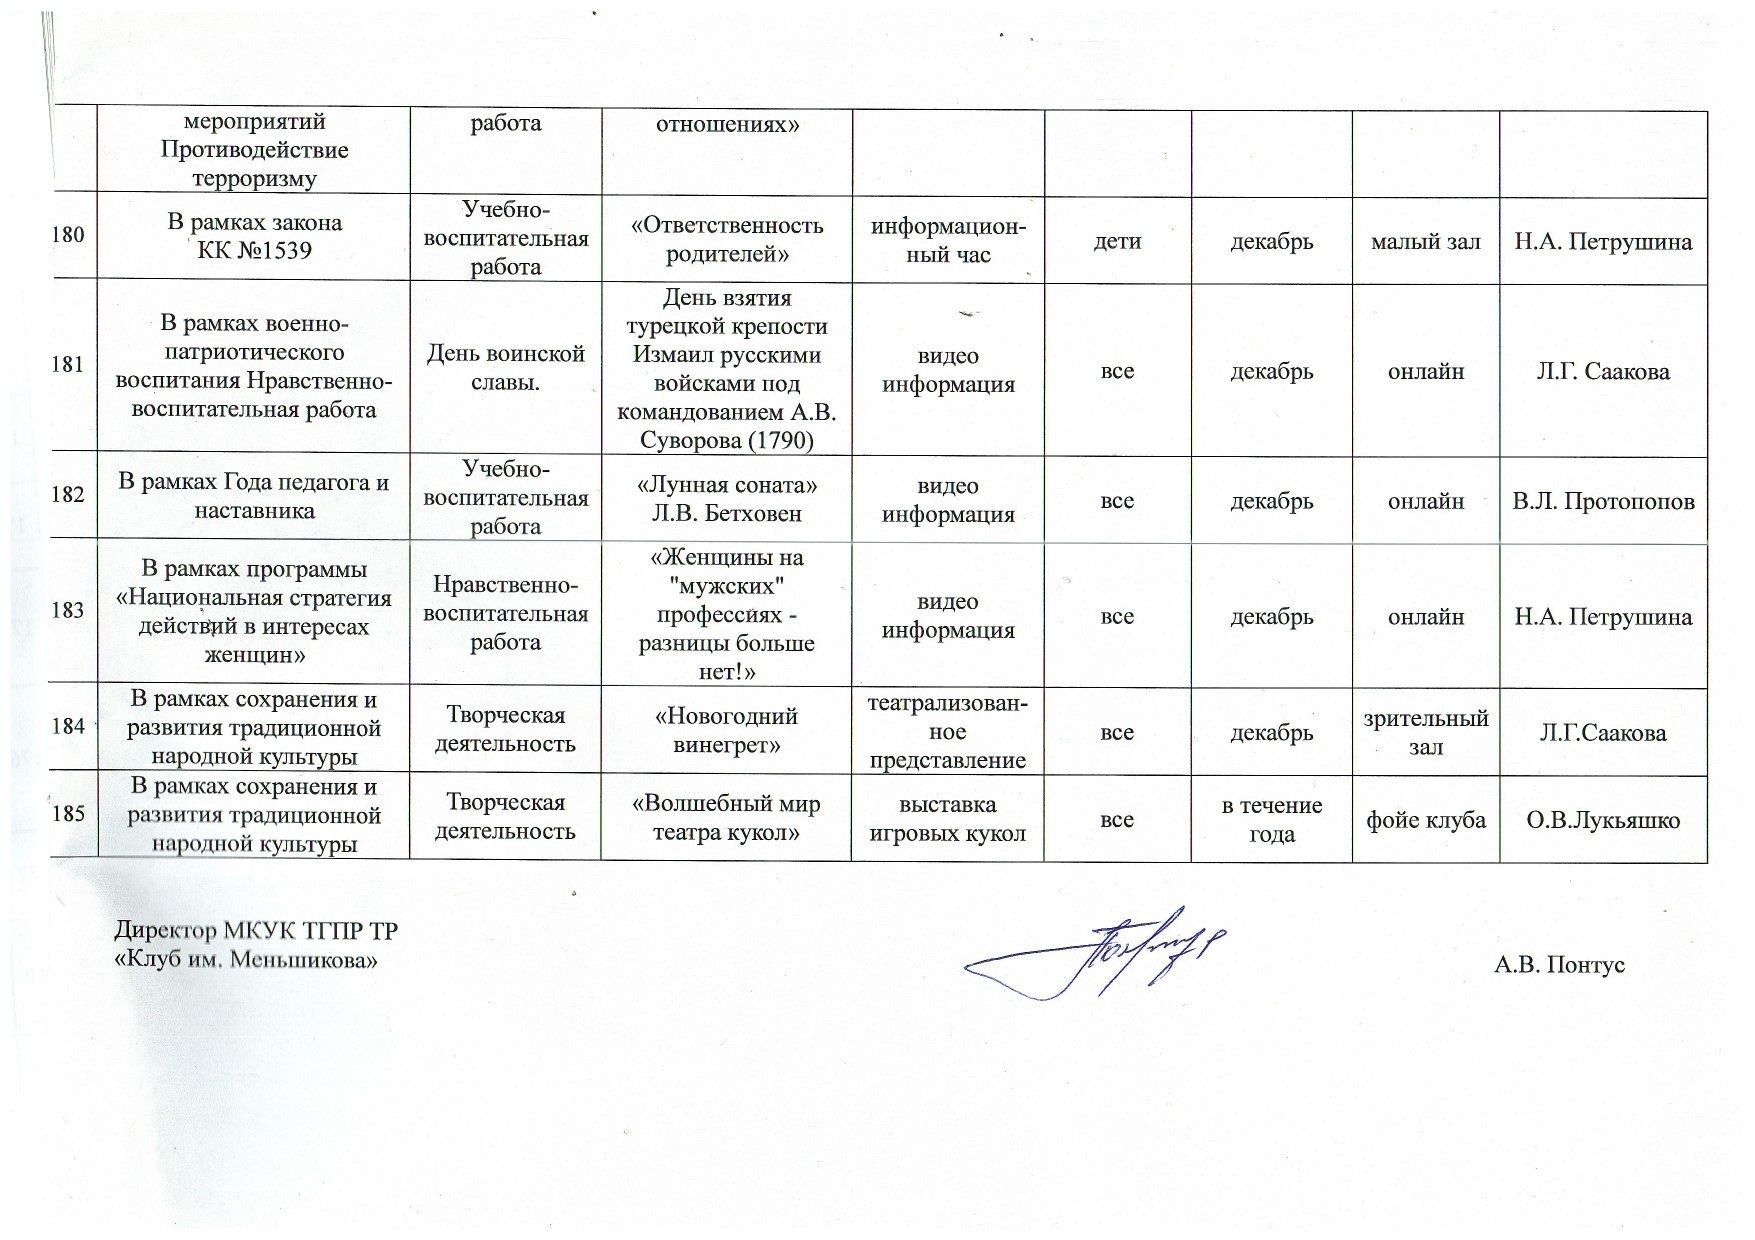 мероприятий
Противодействие
терроризму
работа
отношениях»
180
В рамках закона
КК №1539
Учебно-
воспитательная
работа
«Ответственность
родителей»
информацион-
ный час
дети
декабрь
малый зал
Н.А. Петрушина
181
В рамках военно-
патриотического
воспитания Нравственно-
воспитательная работа
День воинской
славы.
День взятия
турецкой крепости
Измаил русскими
войсками под
командованием А.В.
Суворова (1790)
видео
информация
все
декабрь
онлайн
Л.Г. Саакова
182
В рамках Года педагога и
наставника
Учебно-
воспитательная
работа
«Лунная соната»
Л.В. Бетховен
видео
информация
все
декабрь
онлайн
В.Л. Протопопов
183
В рамках программы
«Национальная стратегия
действий в интересах
женщин»
Нравственно-
воспитательная
работа
«Женщины на
"мужских"
профессиях -
разницы больше
нет!»
видео
информация
все
декабрь
онлайн
Н.А. Петрушина
184
В рамках сохранения и
развития традиционной
народной культуры
Творческая
деятельность
«Новогодний
винегрет»
театрализован-
ное
представление
все
декабрь
зрительный
зал
Л.Г.Саакова
185
В рамках сохранения и
развития традиционной
народной культуры
Творческая
деятельность
«Волшебный мир
театра кукол»
выставка
игровых кукол
все
в течение
года
фойе клуба
О.В.Лукьяшко
Директор МКУК ТГПР ТР
«Клуб им. Меньшикова»
А.В. Понтус